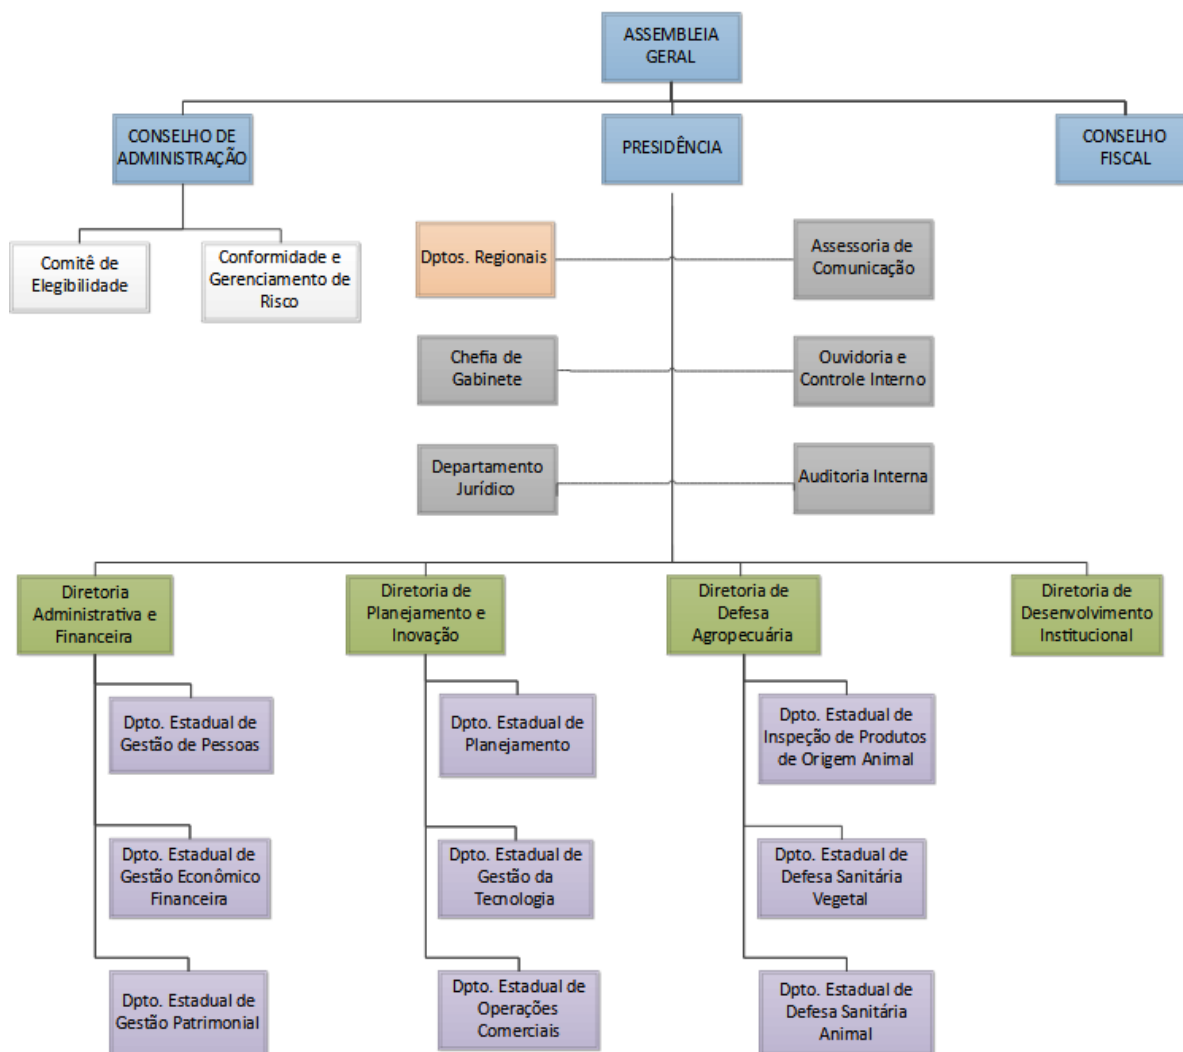 ASSEMBLEIA
GERAL
CONSELHO DE
ADMINISTRAÇÃO
PRESIDÊNCIA
CONSELHO
FISCAL
Comitê de
Elegibilidade
Conformidade e
Gerenciamento de
Risco
Dptos. Regionais
Assessoria de
Comunicação
Chefia de
Gabinete
Ouvidoria e
Controle Interno
Departamento
Jurídico
Auditoria Interna
Diretoria
Administrativa e
Financeira
Diretoria de
Planejamento e
Inovação
Diretoria de
Defesa
Agropecuária
Diretoria de
Desenvolvimento
Institucional
Dpto. Estadual de
Gestão de Pessoas
Dpto. Estadual de
Planejamento
Dpto. Estadual de
Inspeção de Produtos
de Origem Animal
Dpto. Estadual de
Gestão Econômico
Financeira
Dpto. Estadual de
Gestão da
Tecnologia
Dpto. Estadual de
Defesa Sanitária
Vegetal
Dpto. Estadual de
Gestão Patrimonial
Dpto. Estadual de
Operações
Comerciais
Dpto. Estadual de
Defesa Sanitária
Animal